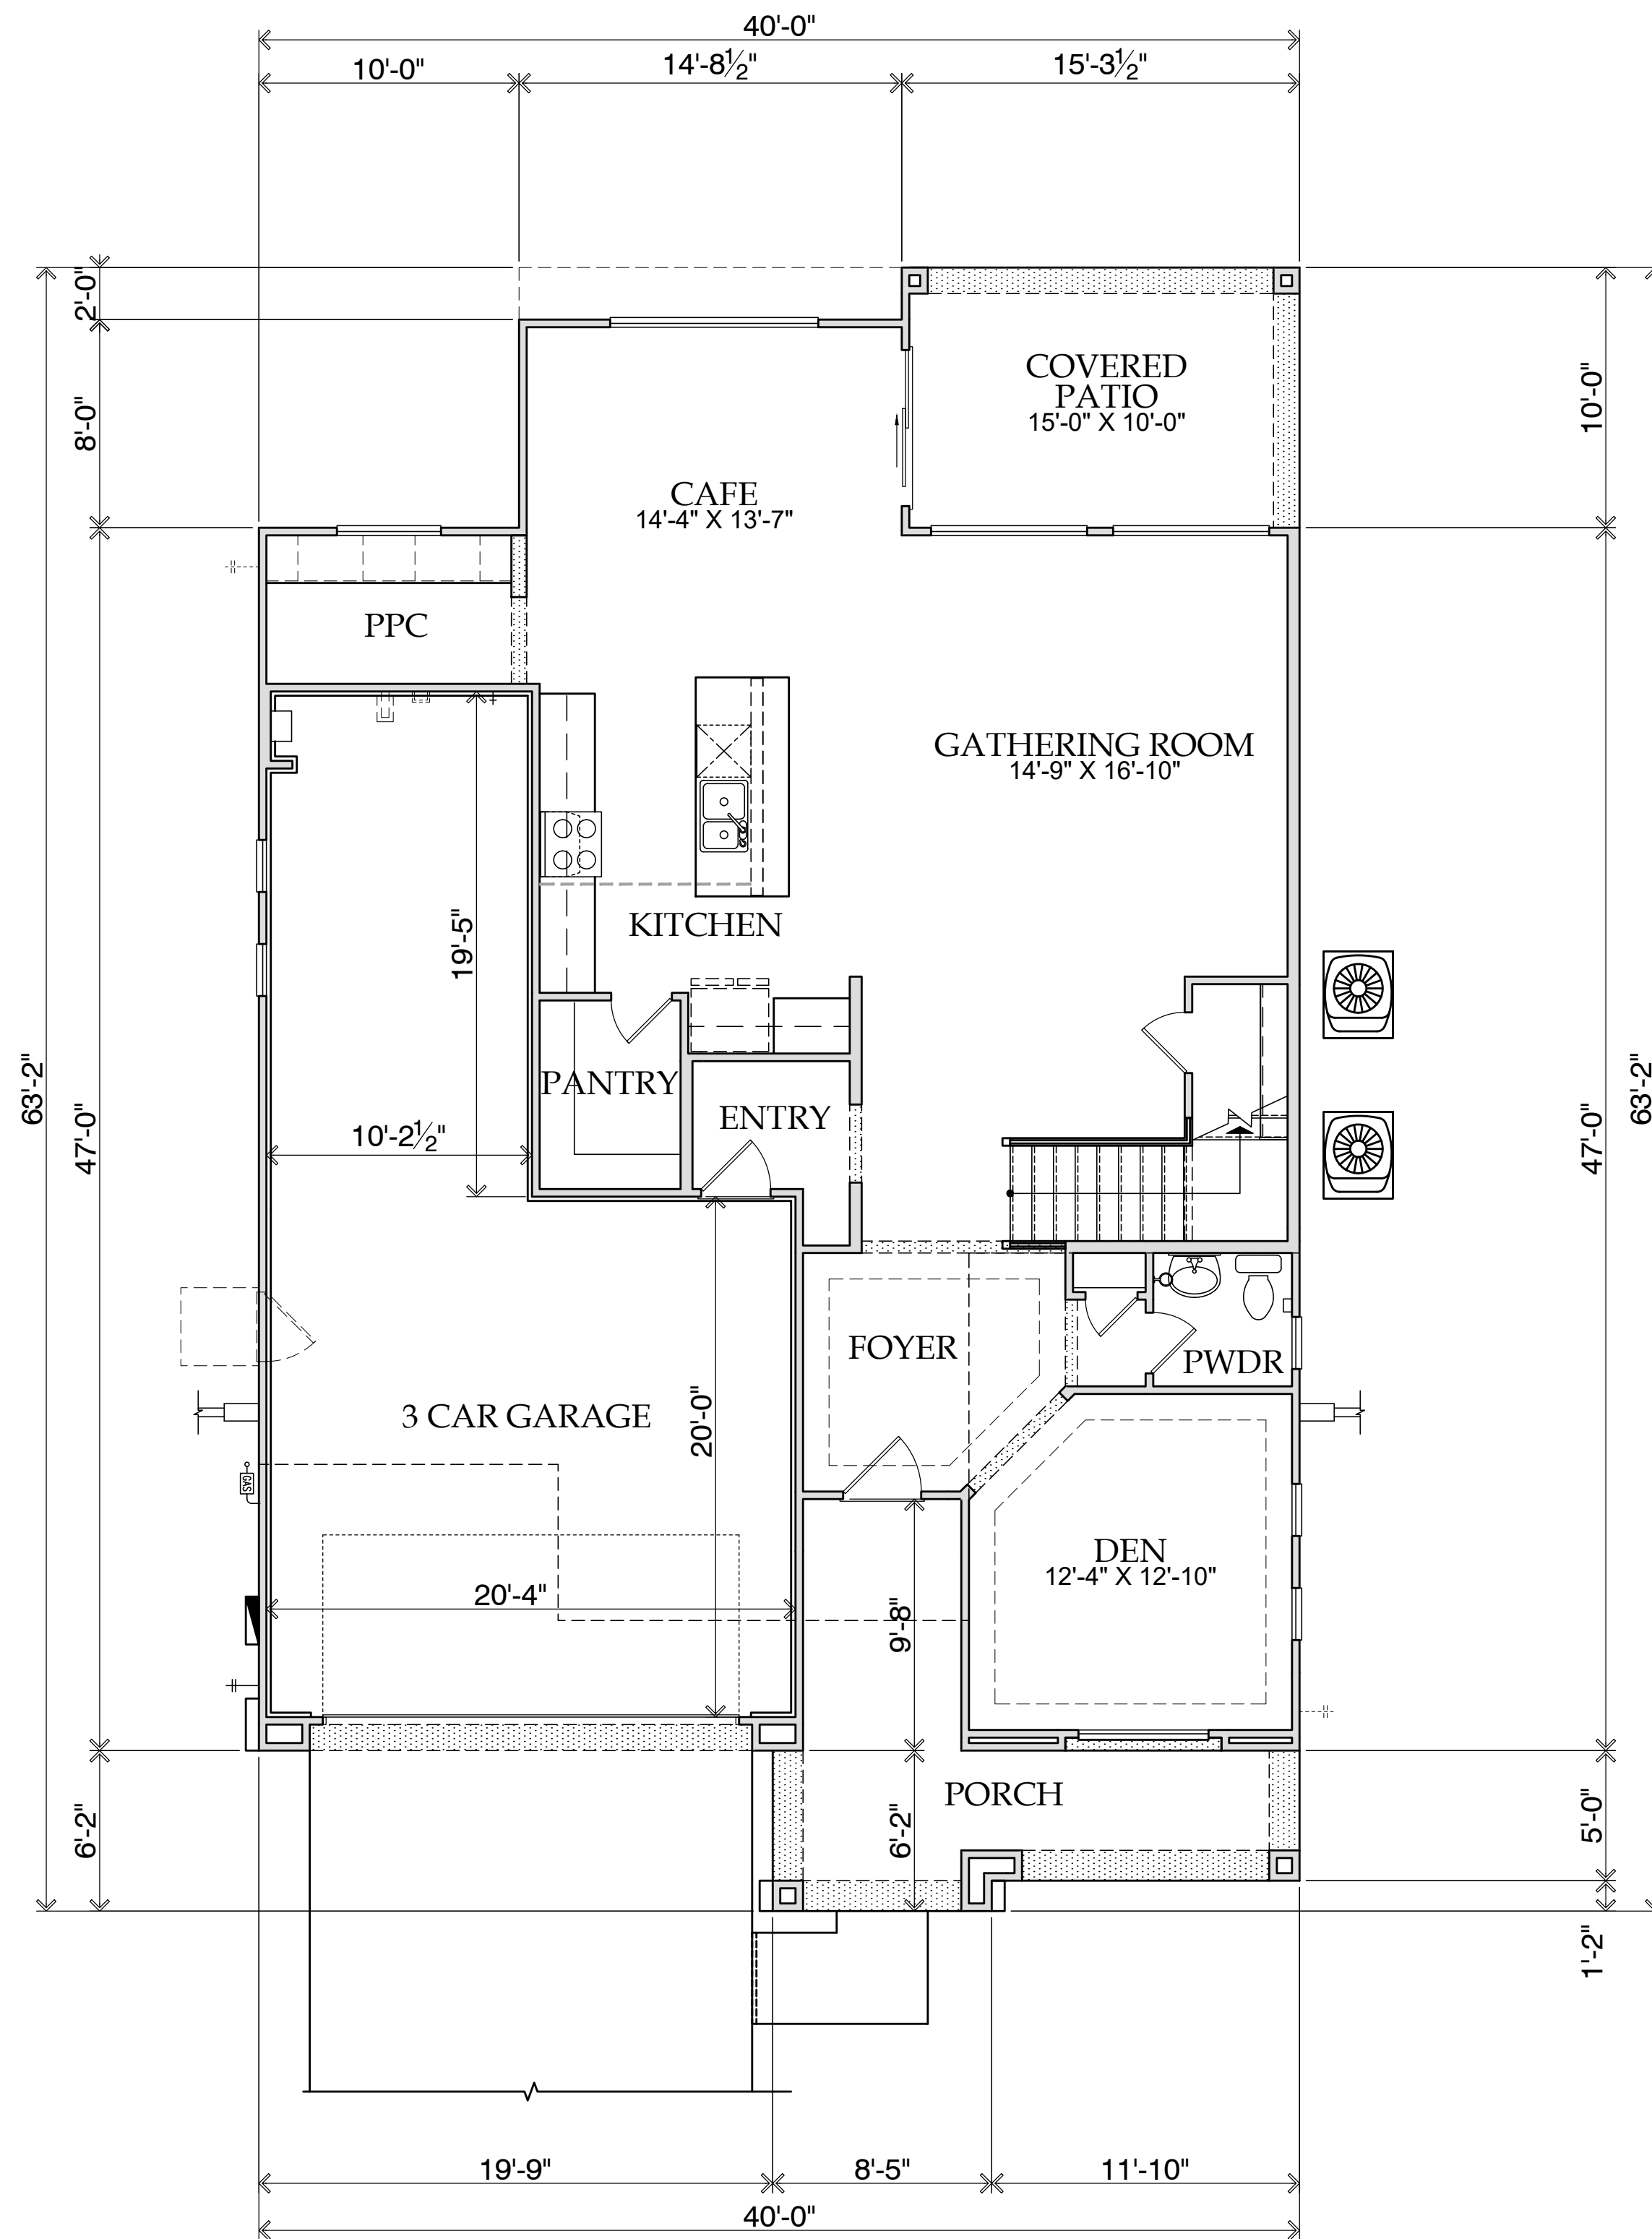 40'-0"
10'-0"
14'-8½"
15'-3½"
2'-0"
8'-0"
10'-0"
COVERED
PATIO
15'-0" X 10'-0"
CAFE
14'-4" X 13'-7"
PPC
GATHERING ROOM
14'-9" X 16'-10"
19'-5"
KITCHEN
63'-2"
47'-0"
PANTRY
ENTRY
10'-2½"
47'-0"
63'-2"
FOYER
PWDR
3 CAR GARAGE
20'-0"
GAS
DEN
12'-4" X 12'-10"
20'-4"
9'-8"
PORCH
6'-2"
6'-2"
5'-0"
1'-2"
19'-9"
8'-5"
11'-10"
40'-0"